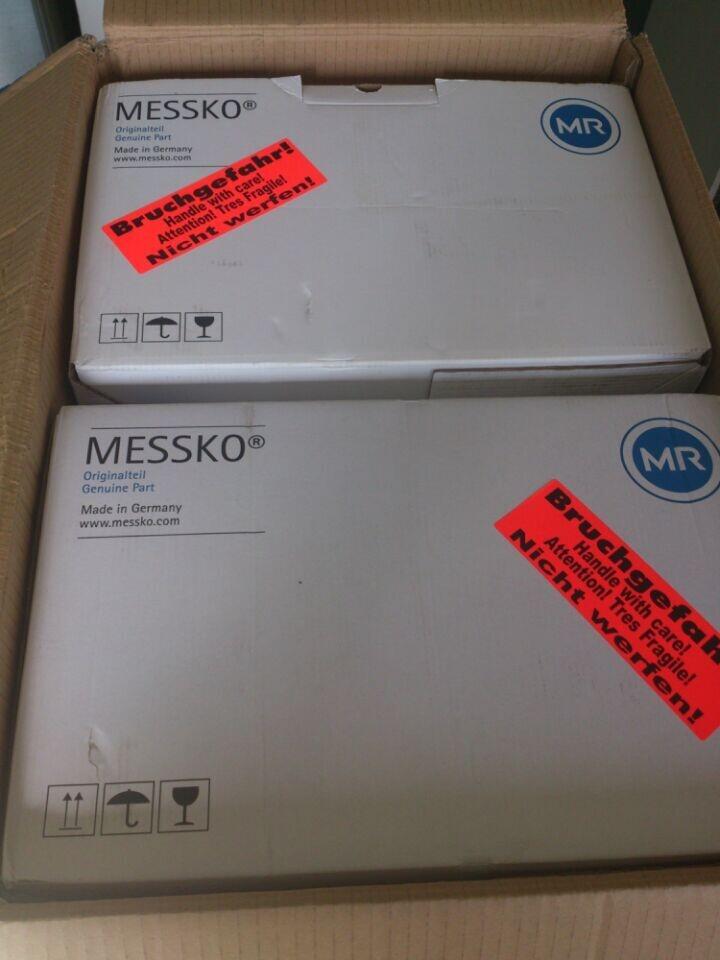 MESSKO®
Originalteil
Genuine Part
Made in Germany
www.messko.com
MR
Bruchgefahr!
Handle with care!
Attention! Tres Fragile!
Nicht werfen!
MESSKO®
Originalteil
Genuine Part
Made in Germany
www.messko.com
MR
Bruchgefah
Handle with care!
Attention! Tres Fragile!
Nicht werfen!